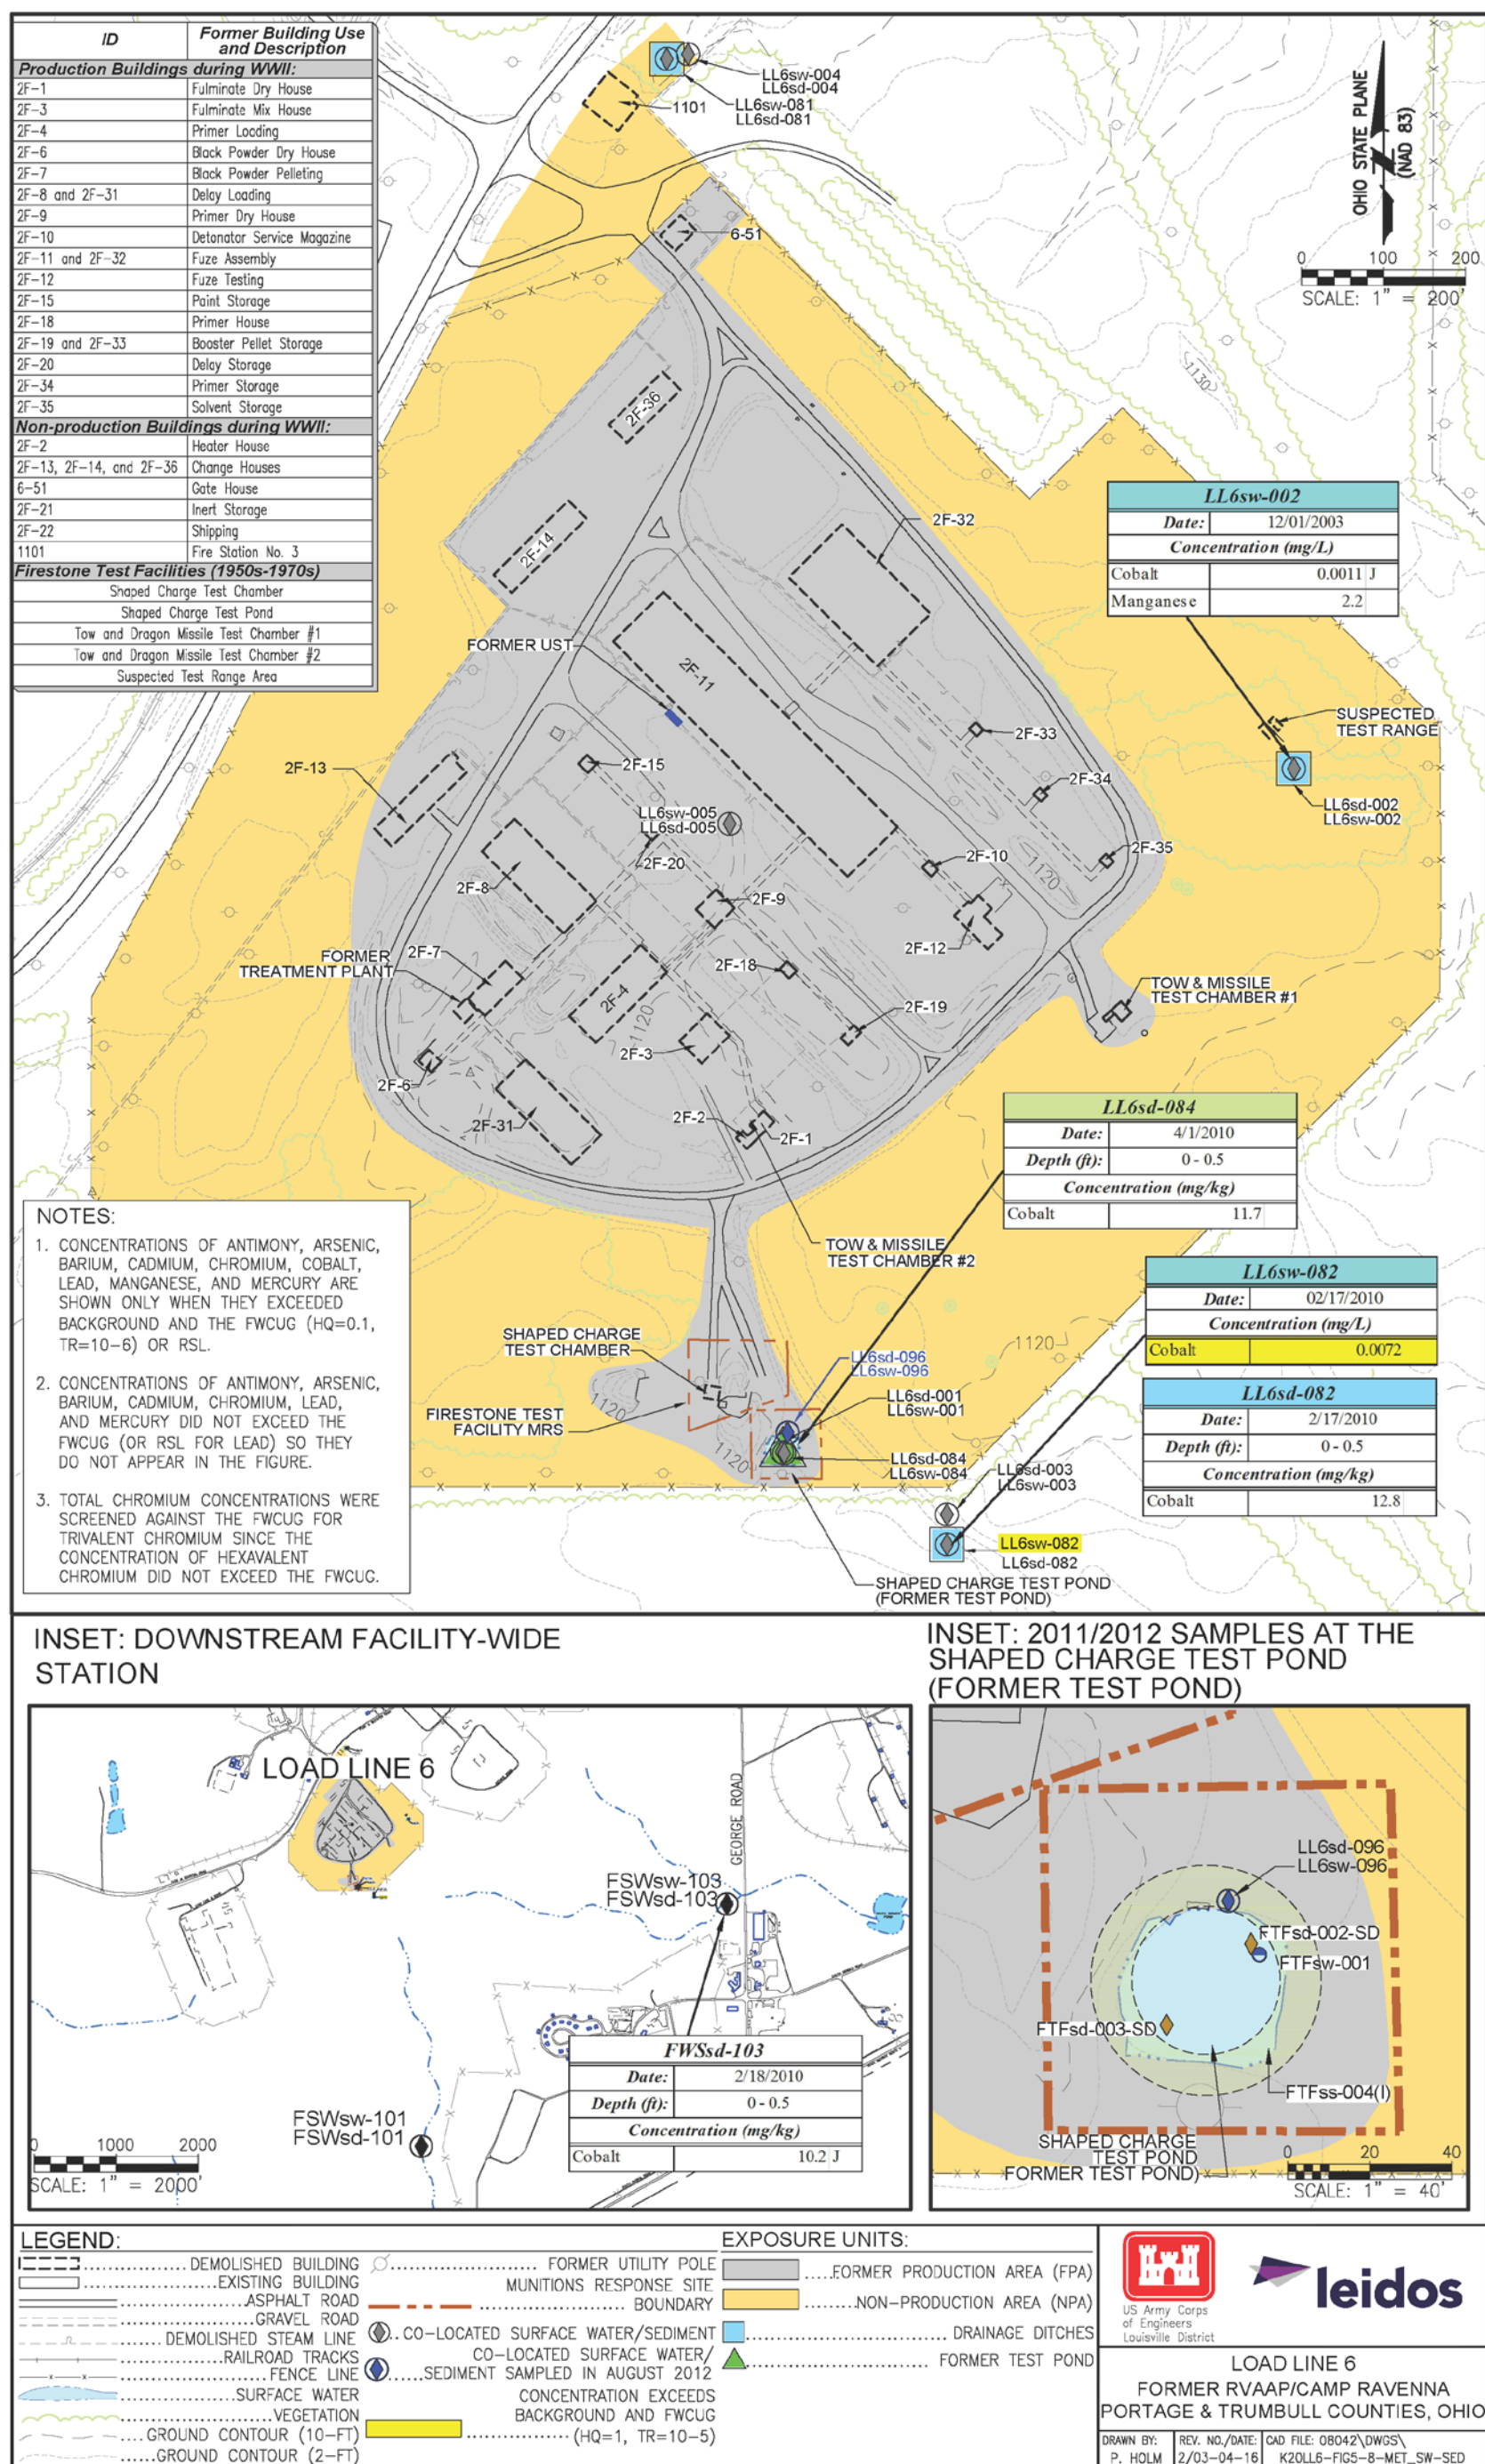 ID
Former Building Use
and Description
Production Buildings during WWII:
2F-1 Fulminate Dry House
2F-3 Fulminate Mix House
2F-4 Primer Loading
2F-6 Black Powder Dry House
2F-7 Black Powder Pelleting
2F-8 and 2F-31 Delay Loading
2F-9 Primer Dry House
2F-10 Detonator Service Magazine
2F-11 and 2F-32 Fuze Assembly
2F-12 Fuze Testing
2F-15 Paint Storage
2F-18 Primer House
2F-19 and 2F-33 Booster Pellet Storage
2F-20 Delay Storage
2F-34 Primer Storage
2F-35 Solvent Storage
Non-production Buildings during WWII:
2F-2 Heater House
2F-13, 2F-14, and 2F-36 Change Houses
6-51 Gate House
2F-21 Inert Storage
2F-22 Shipping
1101 Fire Station No. 3
Firestone Test Facilities (1950s-1970s)
Shaped Charge Test Chamber
Shaped Charge Test Pond
Tow and Dragon Missile Test Chamber #1
Tow and Dragon Missile Test Chamber #2
Suspected Test Range Area
LL6sw-004
LL6sd-004
LL6sw-081
LL6sd-081
1101
OHIO STATE PLANE
(NAD 83)
0 100 200
SCALE: 1" = 200'
6-51
1130
2F-36
2F-14
2F-32
LL6sw-002
Date: 12/01/2003
Concentration (mg/L)
Cobalt 0.0011 J
Manganese 2.2
FORMER UST
2F-11
SUSPECTED
TEST RANGE
2F-33
2F-13
2F-15
2F-34
LL6sd-002
LL6sw-002
LL6sw-005
LL6sd-005
2F-20
2F-10
2F-35
1120
2F-8
2F-9
2F-12
2F-7
FORMER
TREATMENT PLANT
2F-18
2F-4
TOW & MISSILE
TEST CHAMBER #1
2F-19
1120
2F-3
2F-6
2F-31
2F-2
2F-1
LL6sd-084
Date: 4/1/2010
Depth (ft): 0 - 0.5
Concentration (mg/kg)
Cobalt 11.7
TOW & MISSILE
TEST CHAMBER #2
LL6sw-082
Date: 02/17/2010
Concentration (mg/L)
Cobalt 0.0072
LL6sd-082
Date: 2/17/2010
Depth (ft): 0 - 0.5
Concentration (mg/kg)
Cobalt 12.8
NOTES:
1. CONCENTRATIONS OF ANTIMONY, ARSENIC,
BARIUM, CADMIUM, CHROMIUM, COBALT,
LEAD, MANGANESE, AND MERCURY ARE
SHOWN ONLY WHEN THEY EXCEEDED
BACKGROUND AND THE FWCUG (HQ=0.1,
TR=10-6) OR RSL.
2. CONCENTRATIONS OF ANTIMONY, ARSENIC,
BARIUM, CADMIUM, CHROMIUM, LEAD,
AND MERCURY DID NOT EXCEED THE
FWCUG (OR RSL FOR LEAD) SO THEY
DO NOT APPEAR IN THE FIGURE.
3. TOTAL CHROMIUM CONCENTRATIONS WERE
SCREENED AGAINST THE FWCUG FOR
TRIVALENT CHROMIUM SINCE THE
CONCENTRATION OF HEXAVALENT
CHROMIUM DID NOT EXCEED THE FWCUG.
SHAPED CHARGE
TEST CHAMBER
1120
LL6sd-096
LL6sw-096
LL6sd-001
LL6sw-001
1120
FIRESTONE TEST
FACILITY MRS
1120
LL6sd-084
LL6sw-084
LL6sd-003
LL6sw-003
LL6sw-082
LL6sd-082
SHAPED CHARGE TEST POND
(FORMER TEST POND)
INSET: DOWNSTREAM FACILITY-WIDE
STATION
LOAD LINE 6
GEORGE ROAD
FSWsw-103
FSWsd-103
FWSsd-103
Date: 2/18/2010
Depth (ft): 0 - 0.5
Concentration (mg/kg)
Cobalt 10.2 J
FSWsw-101
FSWsd-101
0 1000 2000
SCALE: 1" = 2000'
INSET: 2011/2012 SAMPLES AT THE
SHAPED CHARGE TEST POND
(FORMER TEST POND)
LL6sd-096
LL6sw-096
FTFsd-002-SD
FTFsw-001
FTFsd-003-SD
FTFss-004(I)
SHAPED CHARGE
TEST POND
FORMER TEST POND)
0 20 40
SCALE: 1" = 40'
LEGEND:
DEMOLISHED BUILDING
EXISTING BUILDING
ASPHALT ROAD
GRAVEL ROAD
DEMOLISHED STEAM LINE
RAILROAD TRACKS
FENCE LINE
SURFACE WATER
VEGETATION
GROUND CONTOUR (10-FT)
GROUND CONTOUR (2-FT)
FORMER UTILITY POLE
MUNITIONS RESPONSE SITE
BOUNDARY
CO-LOCATED SURFACE WATER/SEDIMENT
CO-LOCATED SURFACE WATER/
SEDIMENT SAMPLED IN AUGUST 2012
CONCENTRATION EXCEEDS
BACKGROUND AND FWCUG
(HQ=1, TR=10-5)
EXPOSURE UNITS:
FORMER PRODUCTION AREA (FPA)
NON-PRODUCTION AREA (NPA)
DRAINAGE DITCHES
FORMER TEST POND
US Army Corps
of Engineers
Louisville District
leidos
LOAD LINE 6
FORMER RVAAP/CAMP RAVENNA
PORTAGE & TRUMBULL COUNTIES, OHIO
DRAWN BY: REV. NO./DATE: CAD FILE: 08042\DWGS\
P. HOLM 2/03-04-16 K20LL6-FIG5-8-MET_SW-SED